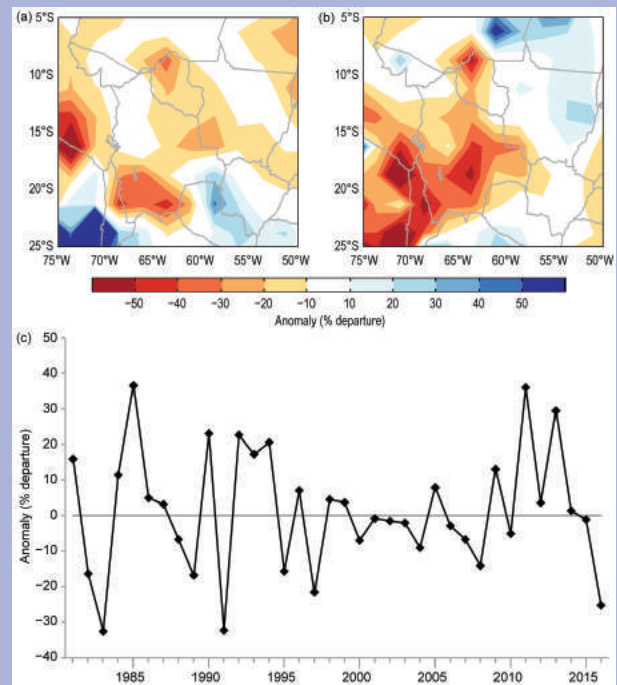 (a)
(b)
5°S
10°S
15°S
20°S
25°S
75°W 70°W 65°W 60°W 55°W 50°W
5°S
10°S
15°S
20°S
25°S
75°W 70°W 65°W 60°W 55°W 50°W
−50 −40 −30 −20 −10 10 20 30 40 50
Anomaly (% departure)
(c)
Anomaly (% departure)
50
40
30
20
10
0
−10
−20
−30
−40
1985 1990 1995 2000 2005 2010 2015